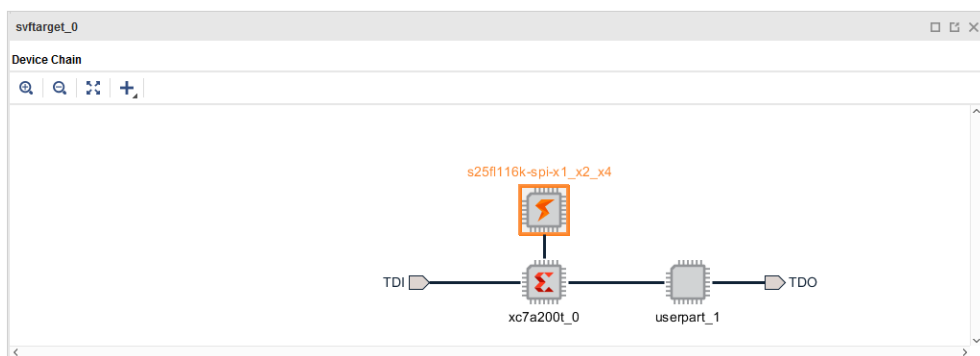 svftarget_0
Device Chain
s25fl116k-spi-x1_x2_x4
TDI
TDO
xc7a200t_0
userpart_1